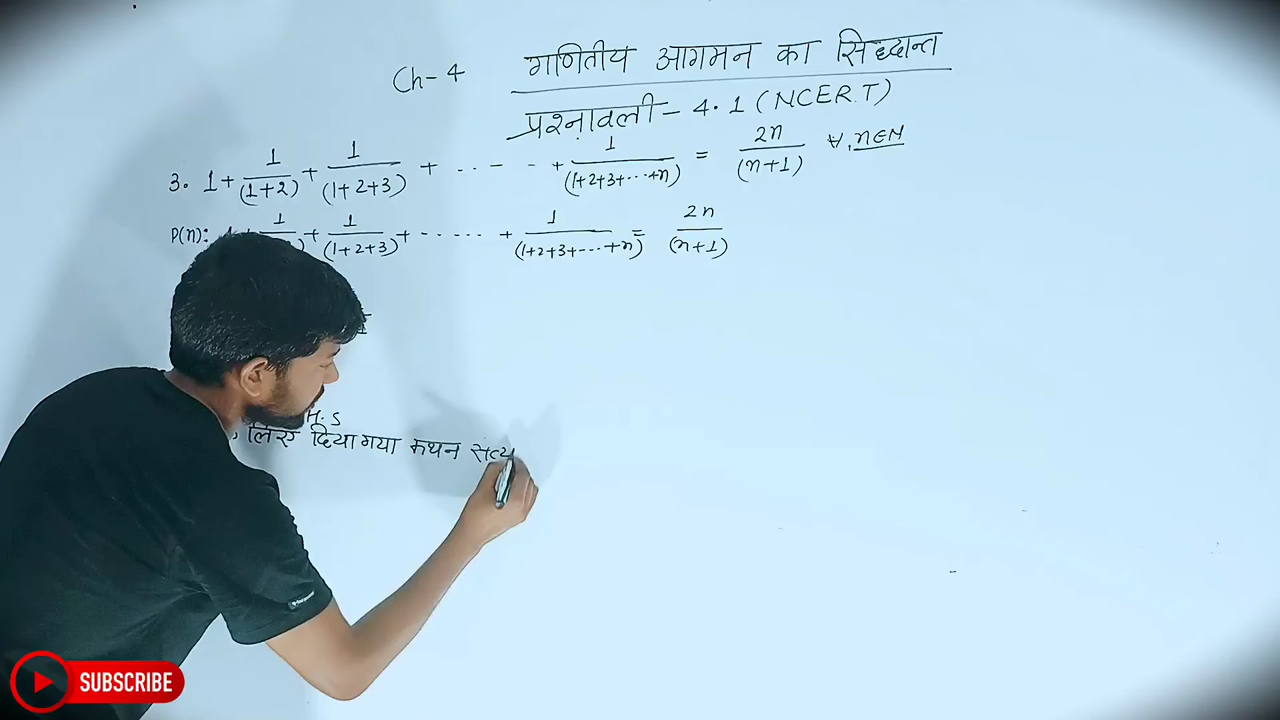 Ch-4 गणितीय आगमन का सिद्धान्त
प्रश्नावली - 4.1 (NCERT)
3. 1 + 1/(1+2) + 1/(1+2+3) + ..... + 1/(1+2+3+...+n) = 2n/(n+1) ∀, n∈N
P(n): 1 + 1/ + 1/(1+2+3) + ..... + 1/(1+2+3+...+n) = 2n/(n+1)
H.S
लिए दिया गया कथन सत्य
SUBSCRIBE